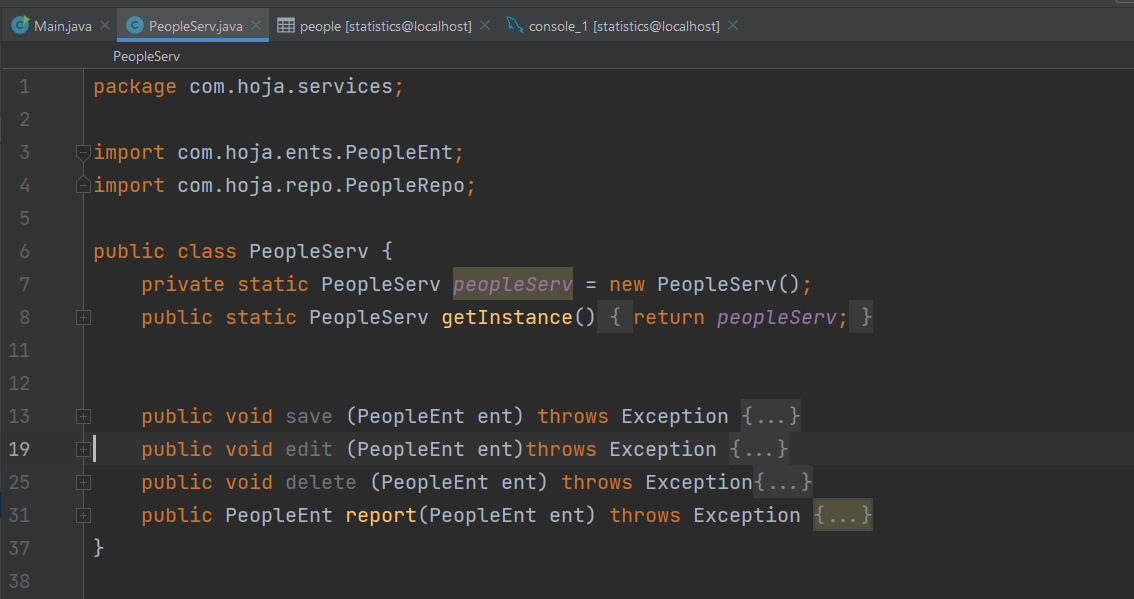 Main.java PeopleServ.java people [statistics@localhost] console_1 [statistics@localhost]
PeopleServ
1 package com.hoja.services;
2
3 import com.hoja.ents.PeopleEnt;
4 import com.hoja.repo.PeopleRepo;
5
6 public class PeopleServ {
7 private static PeopleServ peopleServ = new PeopleServ();
8 public static PeopleServ getInstance() { return peopleServ; }
11
12
13 public void save (PeopleEnt ent) throws Exception {...}
19 public void edit (PeopleEnt ent)throws Exception {...}
25 public void delete (PeopleEnt ent) throws Exception{...}
31 public PeopleEnt report(PeopleEnt ent) throws Exception {...}
37 }
38